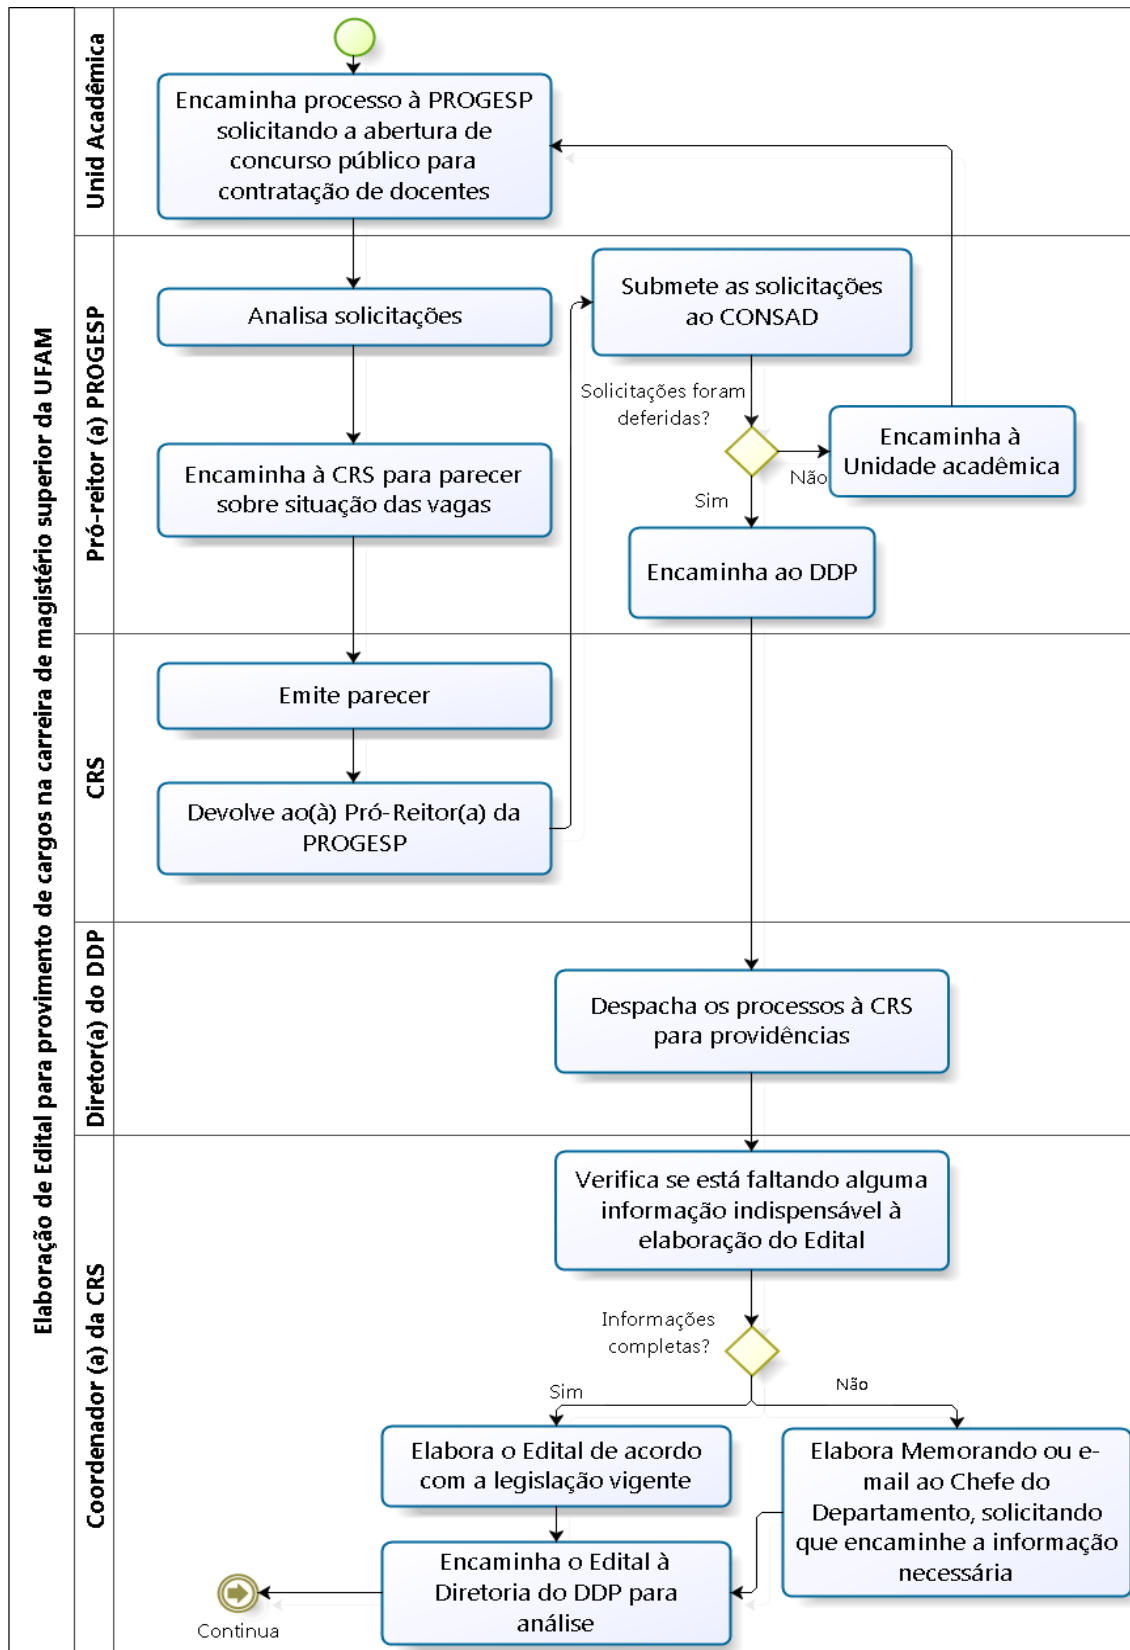 Elaboração de Edital para provimento de cargos na carreira de magistério superior da UFAM
Unid Acadêmica
Encaminha processo à PROGESP
solicitando a abertura de
concurso público para
contratação de docentes
Pró-reitor (a) PROGESP
Analisa solicitações
Encaminha à CRS para parecer
sobre situação das vagas
Submete as solicitações
ao CONSAD
Solicitações foram
deferidas?
Não
Encaminha à
Unidade acadêmica
Sim
Encaminha ao DDP
CRS
Emite parecer
Devolve ao(à) Pró-Reitor(a) da
PROGESP
Diretor(a) do DDP
Despacha os processos à CRS
para providências
Coordenador (a) da CRS
Verifica se está faltando alguma
informação indispensável à
elaboração do Edital
Informações
completas?
Sim
Não
Elabora o Edital de acordo
com a legislação vigente
Elabora Memorando ou e-
mail ao Chefe do
Departamento, solicitando
que encaminhe a informação
necessária
Encaminha o Edital à
Diretoria do DDP para
análise
Continua